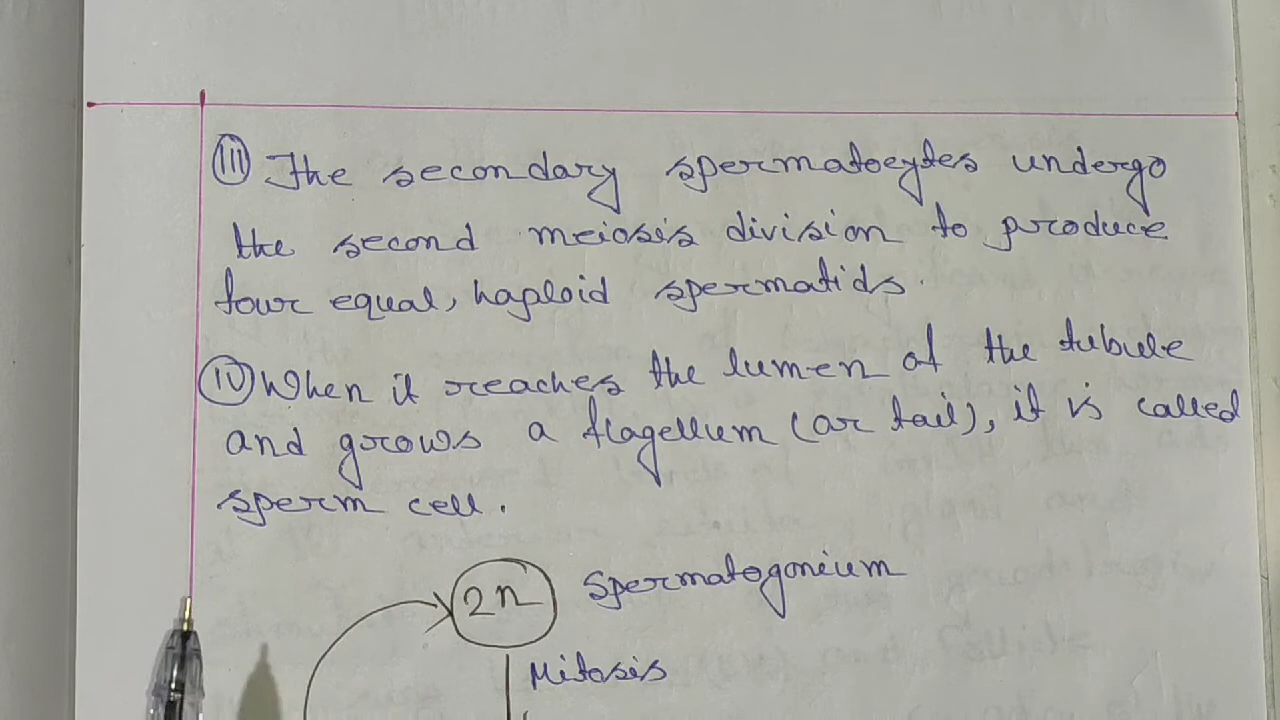 (III) The secondary spermatocytes undergo
the second meiosis division to produce
four equal, haploid spermatids.
(IV) When it reaches the lumen of the tubule
and grows a flagellum (or tail), it is called
sperm cell.
2n Spermatogonium
Mitosis